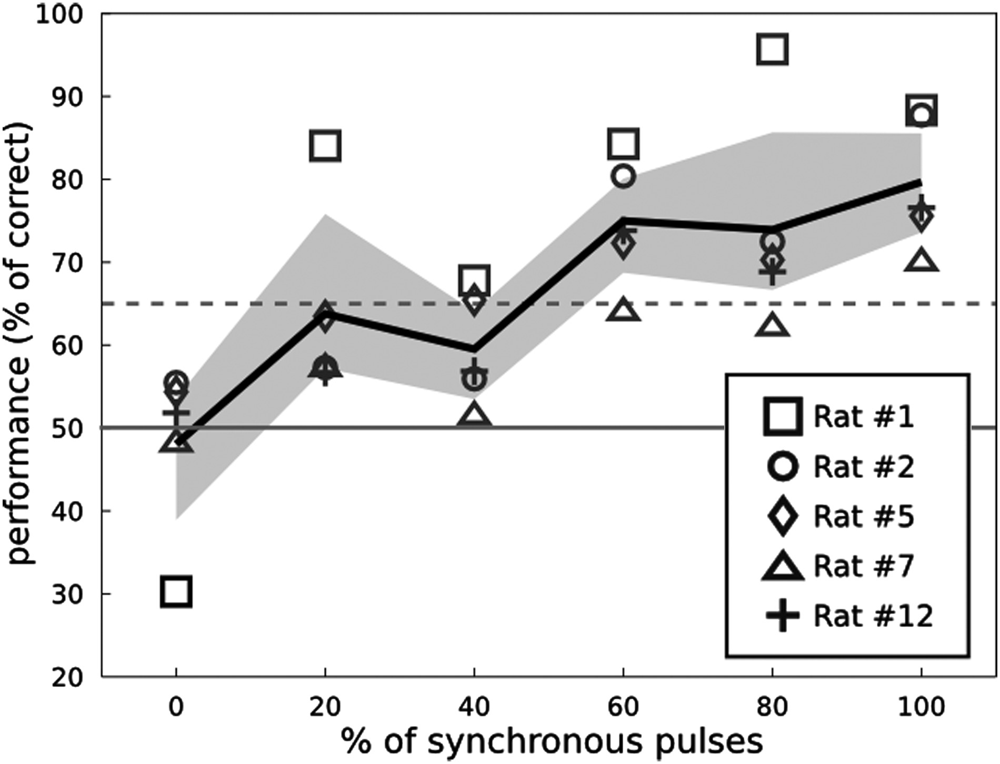 performance (% of correct)
100
90
80
70
60
50
40
30
20
0 20 40 60 80 100
% of synchronous pulses
Rat #1
Rat #2
Rat #5
Rat #7
Rat #12